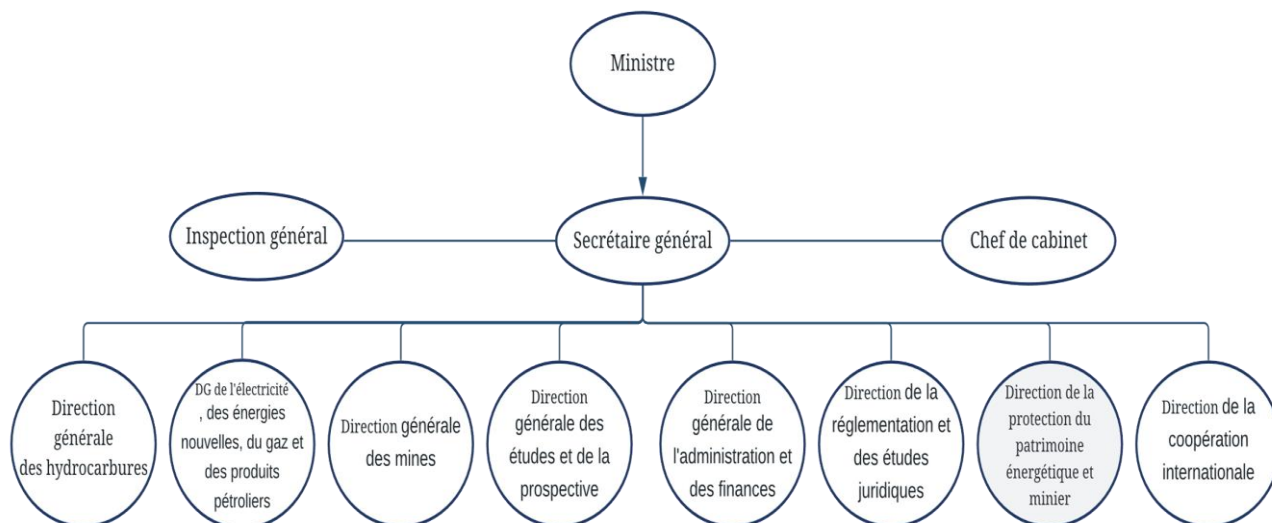 Ministre
Inspection général
Secrétaire général
Chef de cabinet
Direction
générale
des hydrocarbures
DG de l'électricité
, des énergies
nouvelles, du gaz et
des produits
pétroliers
Direction générale
des mines
Direction
générale des
études et de la
prospective
Direction
générale de
l'administration et
des finances
Direction de la
réglementation et
des études
juridiques
Direction de la
protection du
patrimoine
énergétique et
minier
Direction de la
coopération
internationale